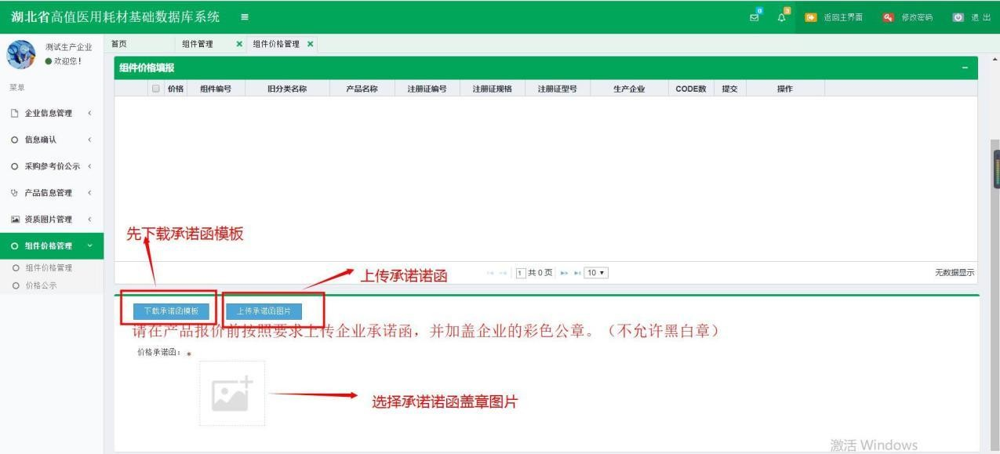 湖北省高值医用耗材基础数据库系统 0 3 返回主界面 修改密码 退 出
测试生产企业
欢迎您!
首页 组件管理 组件价格管理
菜单
企业信息管理
信息确认
采购参考价公示
产品信息管理
资质图片管理
组件价格管理
组件价格管理
价格公示
组件价格填报
价格 组件编号 旧分类名称 产品名称 注册证编号 注册证规格 注册证型号 生产企业 CODE数 提交 操作
先下载承诺函模板
上传承诺诺函
1 共 0 页 10 无数据显示
下载承诺函模板 上传承诺函图片
请在产品报价前按照要求上传企业承诺函，并加盖企业的彩色公章。（不允许黑白章）
价格承诺函： *
选择承诺诺函盖章图片
激活 Windows